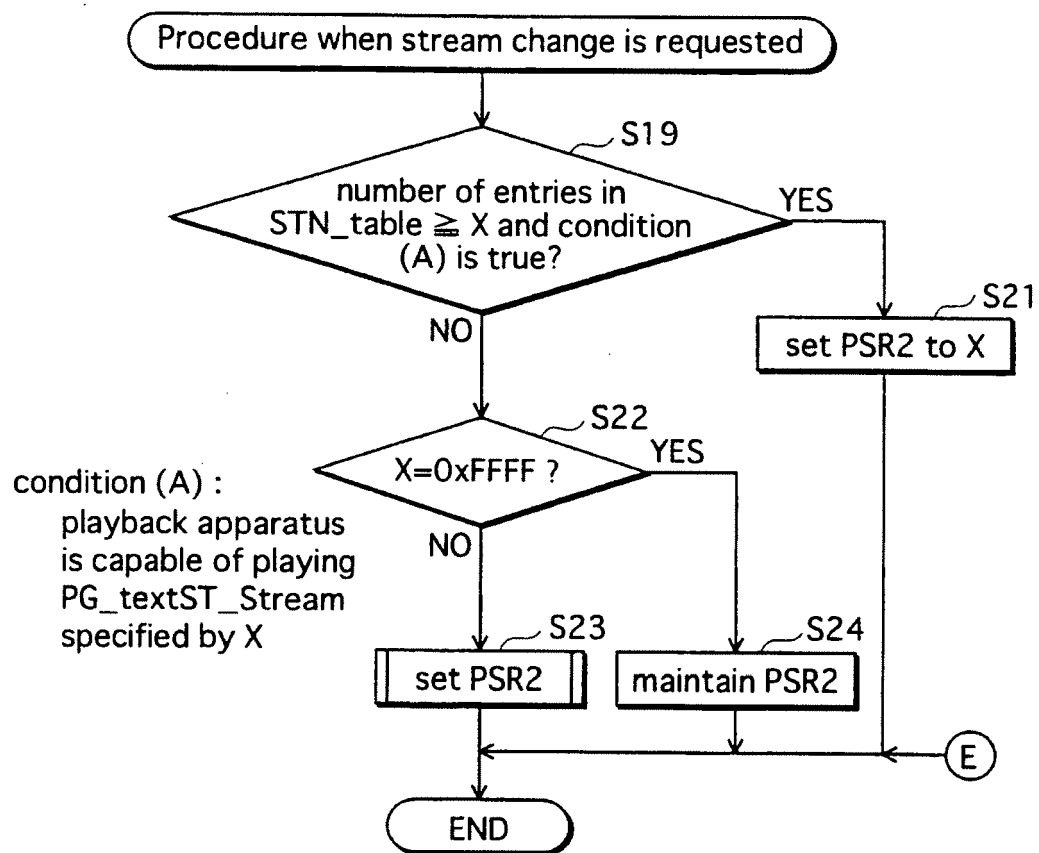 Procedure when stream change is requested
S19
number of entries in
STN_table ≧ X and condition
(A) is true?
YES
NO
S21
set PSR2 to X
S22
X=0xFFFF ?
YES
NO
condition (A) :
playback apparatus
is capable of playing
PG_textST_Stream
specified by X
S23
set PSR2
S24
maintain PSR2
E
END